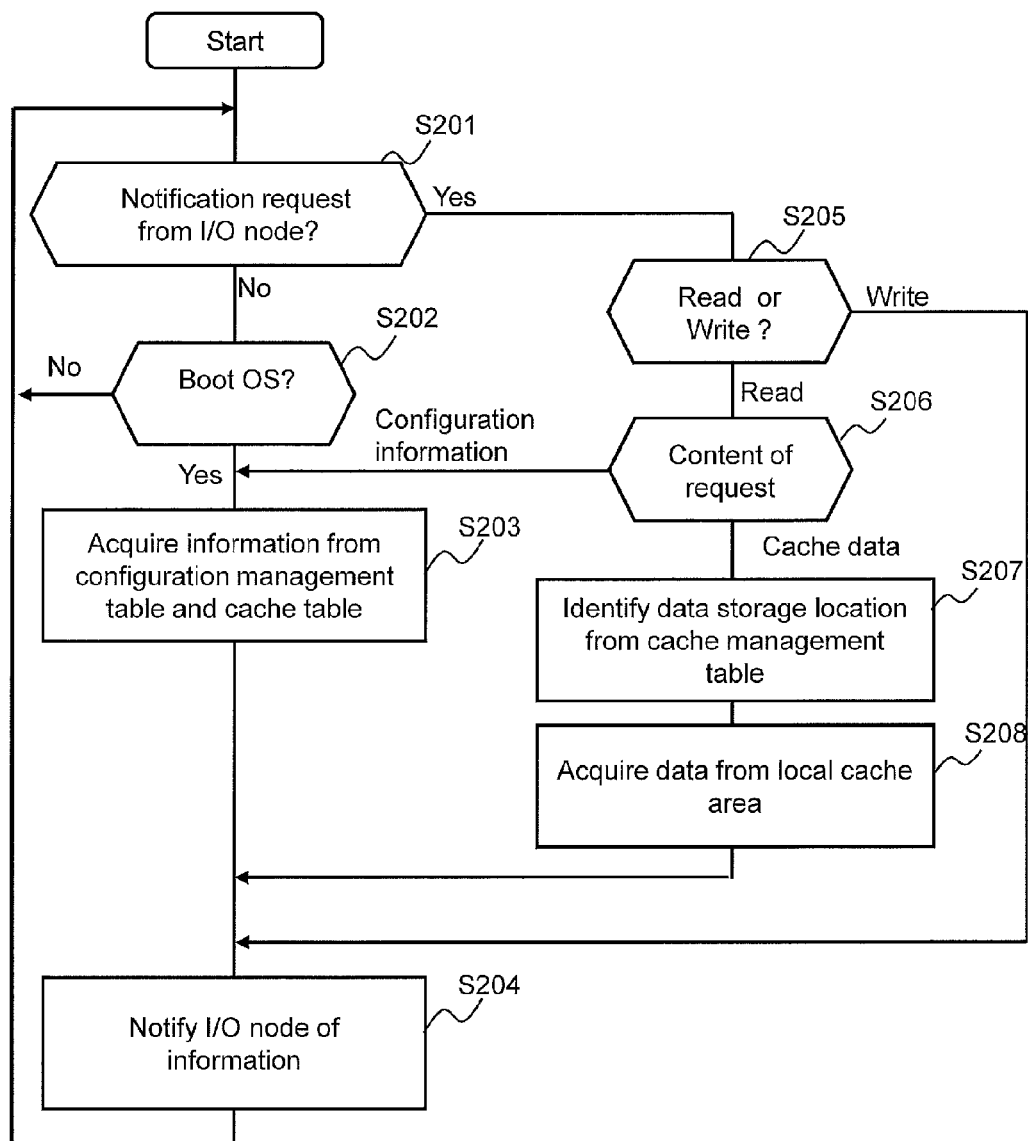 Start
S201
Notification request
from I/O node?
Yes
No
S205
Read or
Write ?
Write
S202
Boot OS?
No
Read
S206
Configuration
information
Content of
request
Yes
S203
Acquire information from
configuration management
table and cache table
Cache data
S207
Identify data storage location
from cache management
table
S208
Acquire data from local cache
area
S204
Notify I/O node of
information